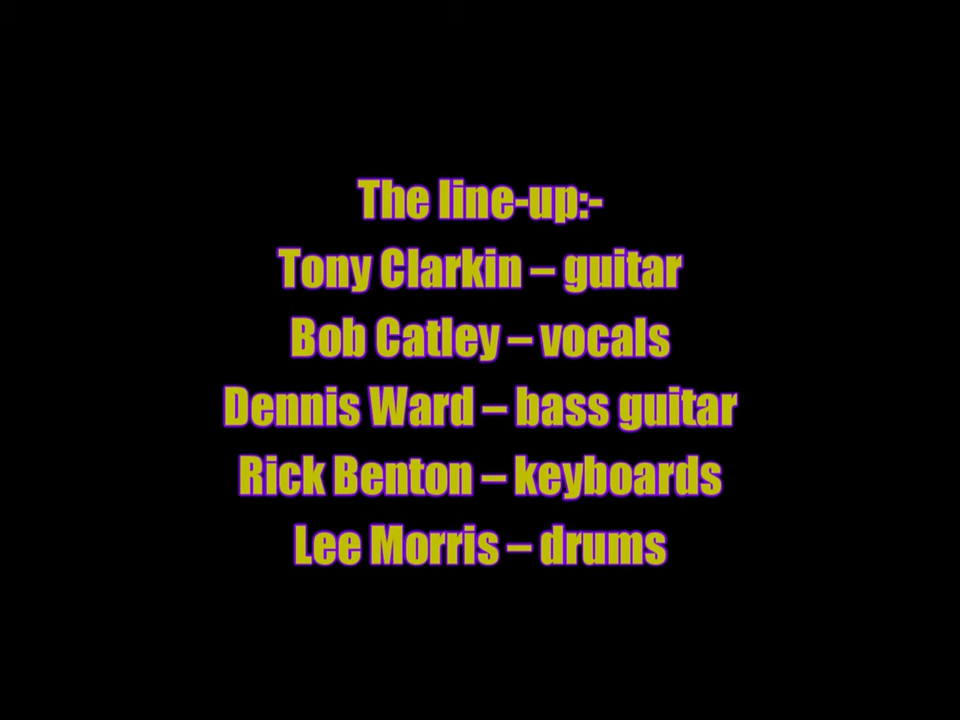 The line-up:-
Tony Clarkin – guitar
Bob Catley – vocals
Dennis Ward – bass guitar
Rick Benton – keyboards
Lee Morris – drums